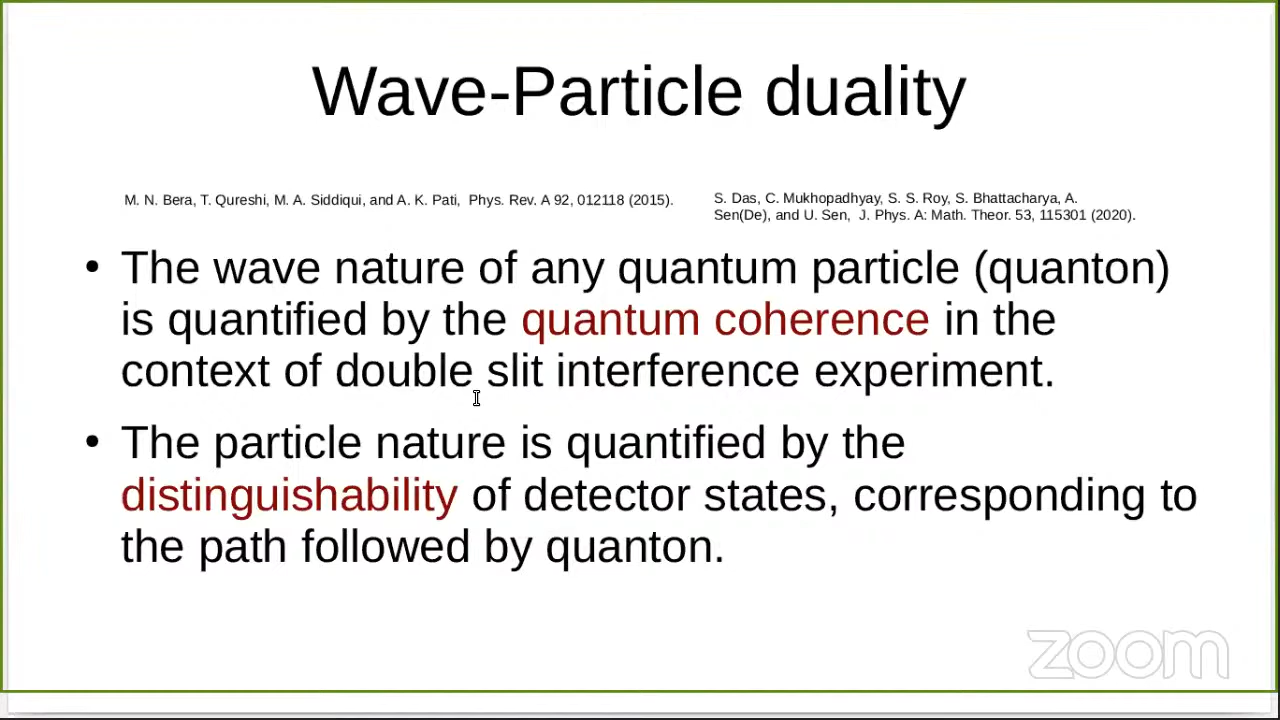 Wave-Particle duality
M. N. Bera, T. Qureshi, M. A. Siddiqui, and A. K. Pati,  Phys. Rev. A 92, 012118 (2015).
S. Das, C. Mukhopadhyay, S. S. Roy, S. Bhattacharya, A.
Sen(De), and U. Sen,  J. Phys. A: Math. Theor. 53, 115301 (2020).
• The wave nature of any quantum particle (quanton)
is quantified by the quantum coherence in the
context of double slit interference experiment.
• The particle nature is quantified by the
distinguishability of detector states, corresponding to
the path followed by quanton.
zoom